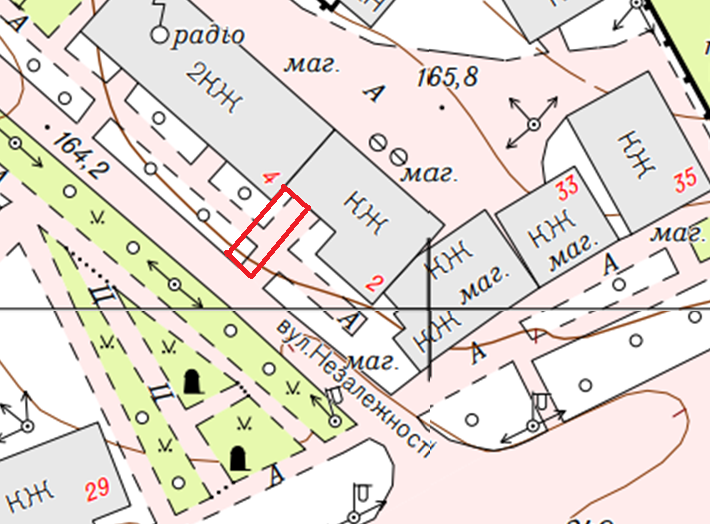 А
радіо
маг.
2КЖ
А
165,8
164,2
маг.
4
КЖ
КЖ
35
33
КЖ
маг.
маг.
А
КЖ
маг.
2
КЖ
А
вул.Незалежності
маг.
А
П
П
А
29
КЖ